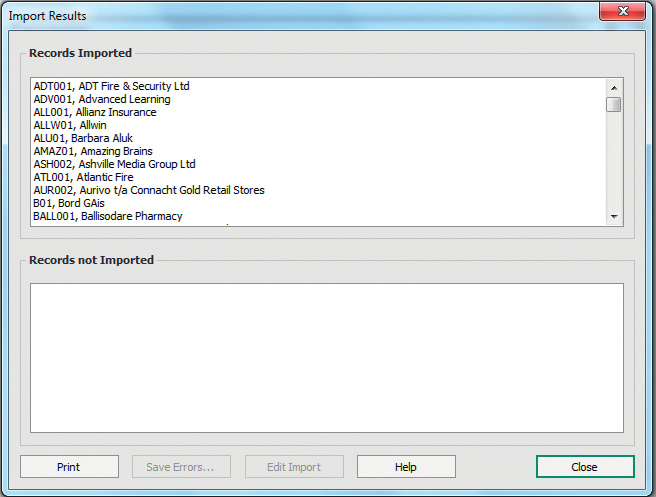 Import Results
Records Imported
ADT001, ADT Fire & Security Ltd
ADV001, Advanced Learning
ALL001, Allianz Insurance
ALLW01, Allwin
ALU01, Barbara Aluk
AMAZ01, Amazing Brains
ASH002, Ashville Media Group Ltd
ATL001, Atlantic Fire
AUR002, Aurivo t/a Connacht Gold Retail Stores
B01, Bord GAis
BALL001, Ballisodare Pharmacy
Records not Imported
Print Save Errors... Edit Import Help Close